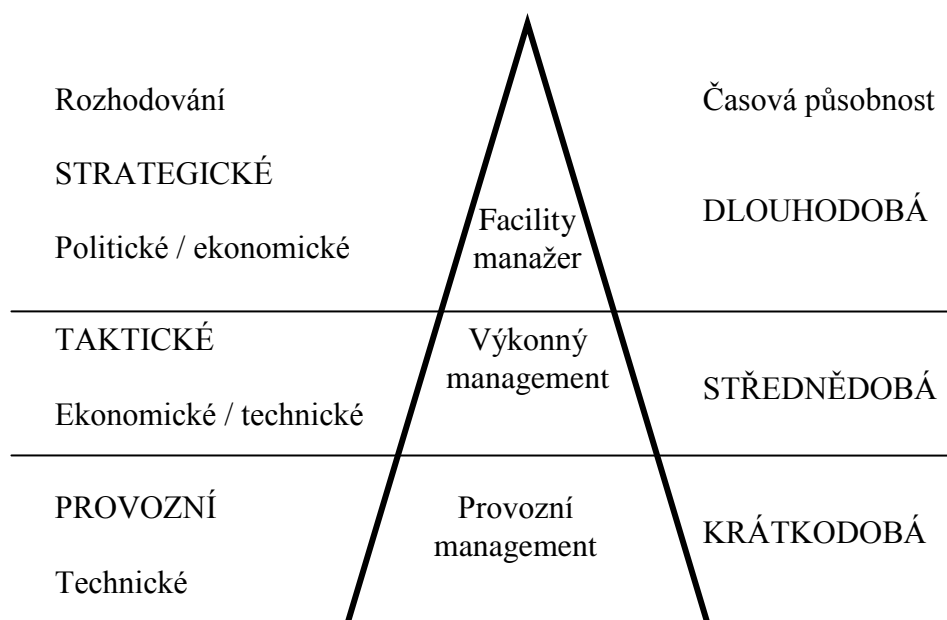 Rozhodování
Časová působnost
STRATEGICKÉ
Facility
manažer
DLOUHODOBÁ
Politické / ekonomické
TAKTICKÉ
Výkonný
management
STŘEDNĚDOBÁ
Ekonomické / technické
PROVOZNÍ
Provozní
management
KRÁTKODOBÁ
Technické